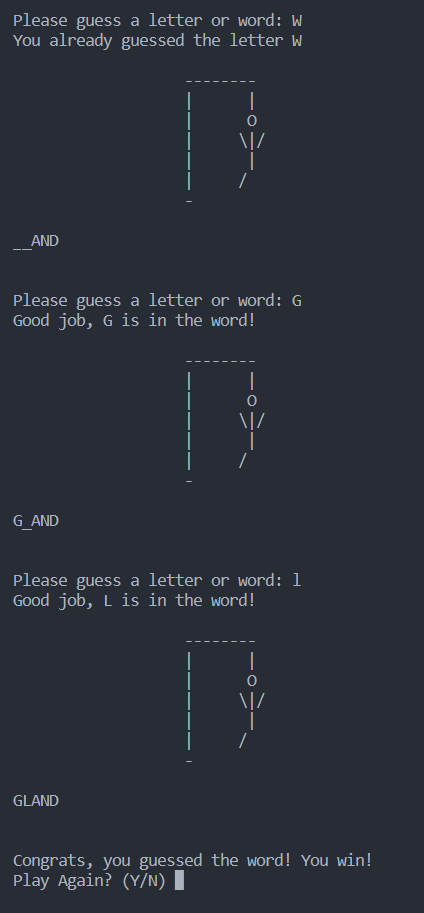 Please guess a letter or word: W
You already guessed the letter W
--------
|      |
|      O
|     \|/
|      |
|     /
-
__AND
Please guess a letter or word: G
Good job, G is in the word!
--------
|      |
|      O
|     \|/
|      |
|     /
-
G_AND
Please guess a letter or word: l
Good job, L is in the word!
--------
|      |
|      O
|     \|/
|      |
|     /
-
GLAND
Congrats, you guessed the word! You win!
Play Again? (Y/N)